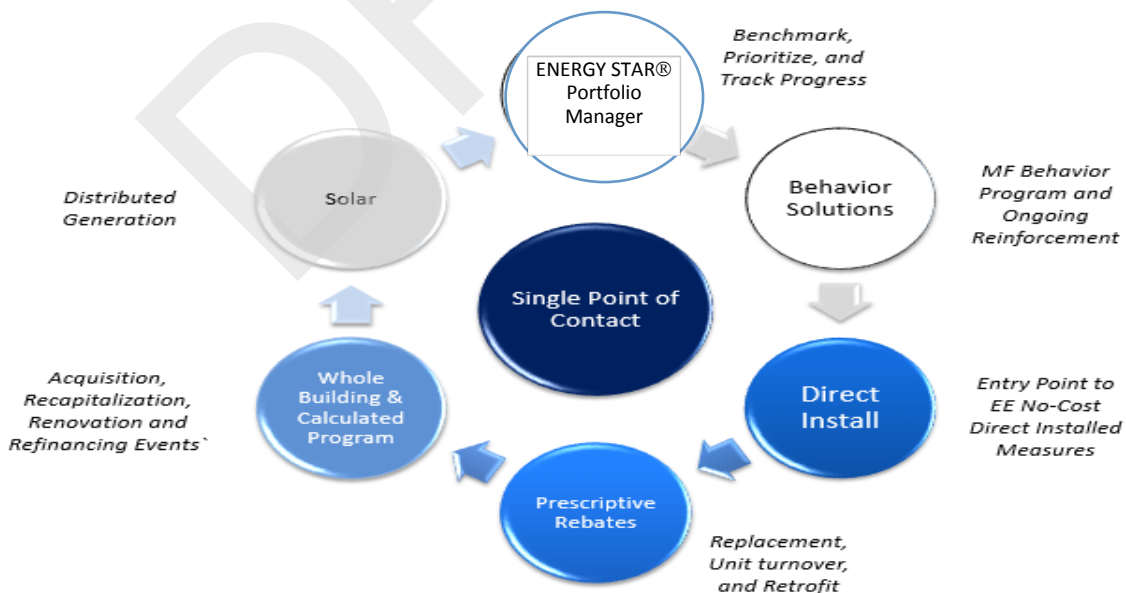 Benchmark,
Prioritize, and
Track Progress
ENERGY STAR®
Portfolio
Manager
Behavior
Solutions
MF Behavior
Program and
Ongoing
Reinforcement
Direct
Install
Entry Point to
EE No-Cost
Direct Installed
Measures
Prescriptive
Rebates
Replacement,
Unit turnover,
and Retrofit
Whole
Building &
Calculated
Program
Acquisition,
Recapitalization,
Renovation and
Refinancing Events`
Solar
Distributed
Generation
Single Point of
Contact